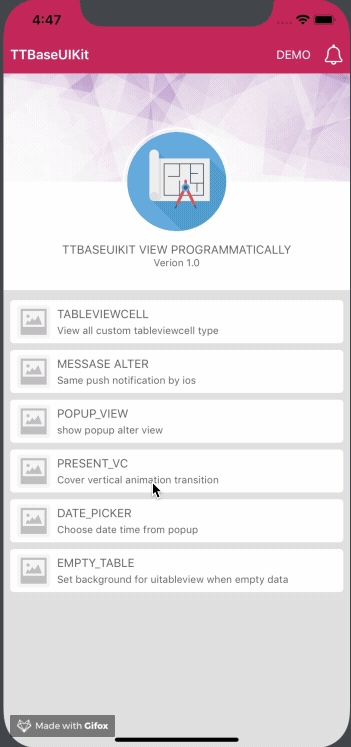 4:47
TTBaseUIKit
DEMO
TTBASEUIKIT VIEW PROGRAMMATICALLY
Verion 1.0
TABLEVIEWCELL
View all custom tableviewcell type
MESSAGE ALTER
Same push notification by ios
POPUP_VIEW
show popup alter view
PRESENT_VC
Cover vertical animation transition
DATE_PICKER
Choose date time from popup
EMPTY_TABLE
Set background for uitableview when empty data
Made with Gifox